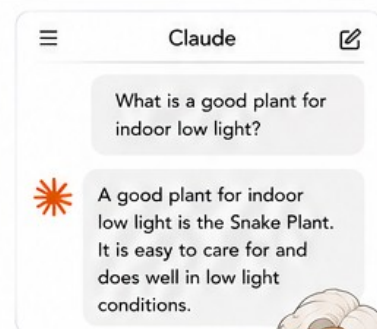 Claude
What is a good plant for
indoor low light?
A good plant for indoor
low light is the Snake Plant.
It is easy to care for and
does well in low light
conditions.